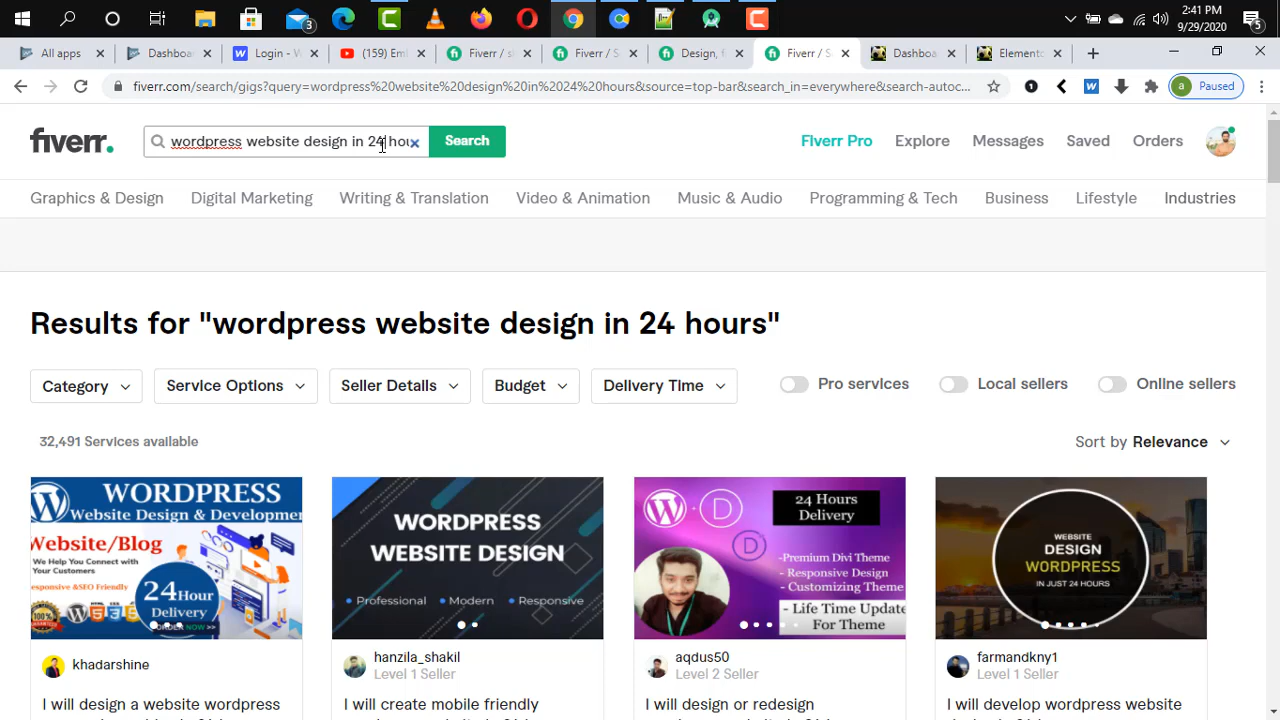 2:41 PM
9/29/2020
3
5
All apps
Dashboa
Login - W
(159) Em
Fiverr / s
Fiverr / S
Design, f
Fiverr / S
Dashboa
Elemento
fiverr.com/search/gigs?query=wordpress%20website%20design%20in%2024%20hours&source=top-bar&search_in=everywhere&search-autoc...
a Paused
fiverr.
wordpress website design in 24 hou
Search
Fiverr Pro
Explore
Messages
Saved
Orders
Graphics & Design
Digital Marketing
Writing & Translation
Video & Animation
Music & Audio
Programming & Tech
Business
Lifestyle
Industries
Results for "wordpress website design in 24 hours"
Category
Service Options
Seller Details
Budget
Delivery Time
Pro services
Local sellers
Online sellers
32,491 Services available
Sort by Relevance
WORDPRESS
Website Design & Developmen
Website/Blog
We Help You Connect with
Your Customers
Responsive &SEO Friendly
24Hour
Delivery
100%
WORDPRESS
WEBSITE DESIGN
• Professional • Modern • Responsive
24 Hours
Delivery
-Premium Divi Theme
- Responsive Design
- Customizing Theme
- Life Time Update
For Theme
WEBSITE
DESIGN
WORDPRESS
IN JUST 24 HOURS
khadarshine
hanzila_shakil
Level 1 Seller
aqdus50
Level 2 Seller
farmandkny1
Level 1 Seller
I will design a website wordpress
I will create mobile friendly
I will design or redesign
I will develop wordpress website